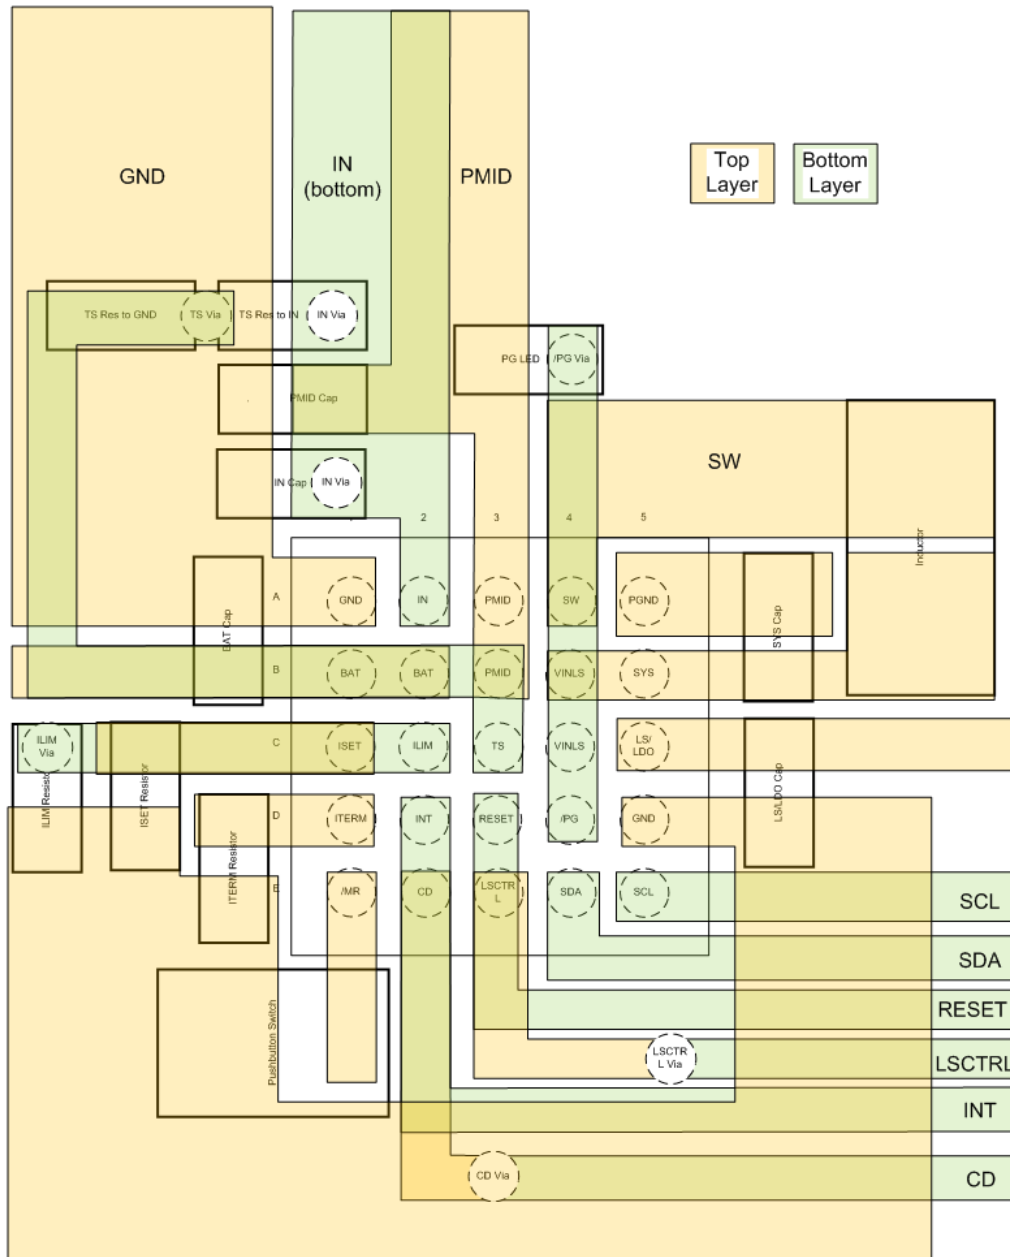 GND
IN
(bottom)
PMID
Top
Layer
Bottom
Layer
TS Res to GND
TS Via
TS Res to IN
IN Via
PG LED
/PG Via
PMID Cap
SW
IN Cap
IN Via
2
3
4
5
Inductor
A
GND
IN
PMID
SW
PGND
BAT Cap
SYS Cap
B
BAT
BAT
PMID
VINLS
SYS
ILIM
Via
C
ISET
ILIM
TS
VINLS
LS/
LDO
ILIM Resistor
ISET Resistor
LS/LDO Cap
D
ITERM
INT
RESET
/PG
GND
ITERM Resistor
E
/MR
CD
LSCTR
L
SDA
SCL
SCL
SDA
RESET
Pushbutton Switch
LSCTR
L Via
LSCTRL
INT
CD Via
CD